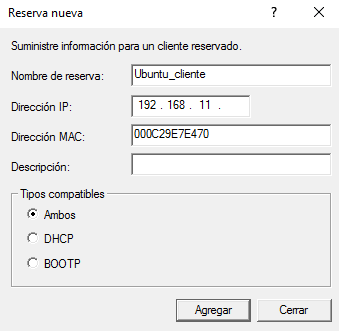 Reserva nueva ? ×
Suministre información para un cliente reservado.
Nombre de reserva: Ubuntu_cliente
Dirección IP: 192 . 168 . 11 .
Dirección MAC: 000C29E7E470
Descripción:
Tipos compatibles
Ambos
DHCP
BOOTP
Agregar Cerrar